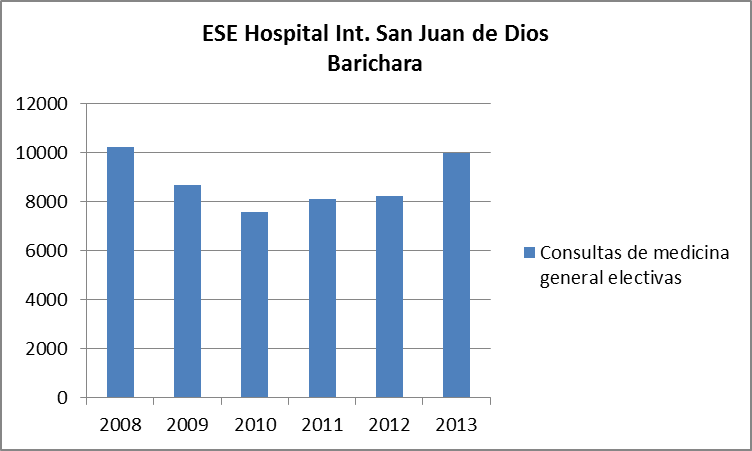 ESE Hospital Int. San Juan de Dios
Barichara
12000
10000
8000
6000
4000
2000
0
2008 2009 2010 2011 2012 2013
Consultas de medicina
general electivas